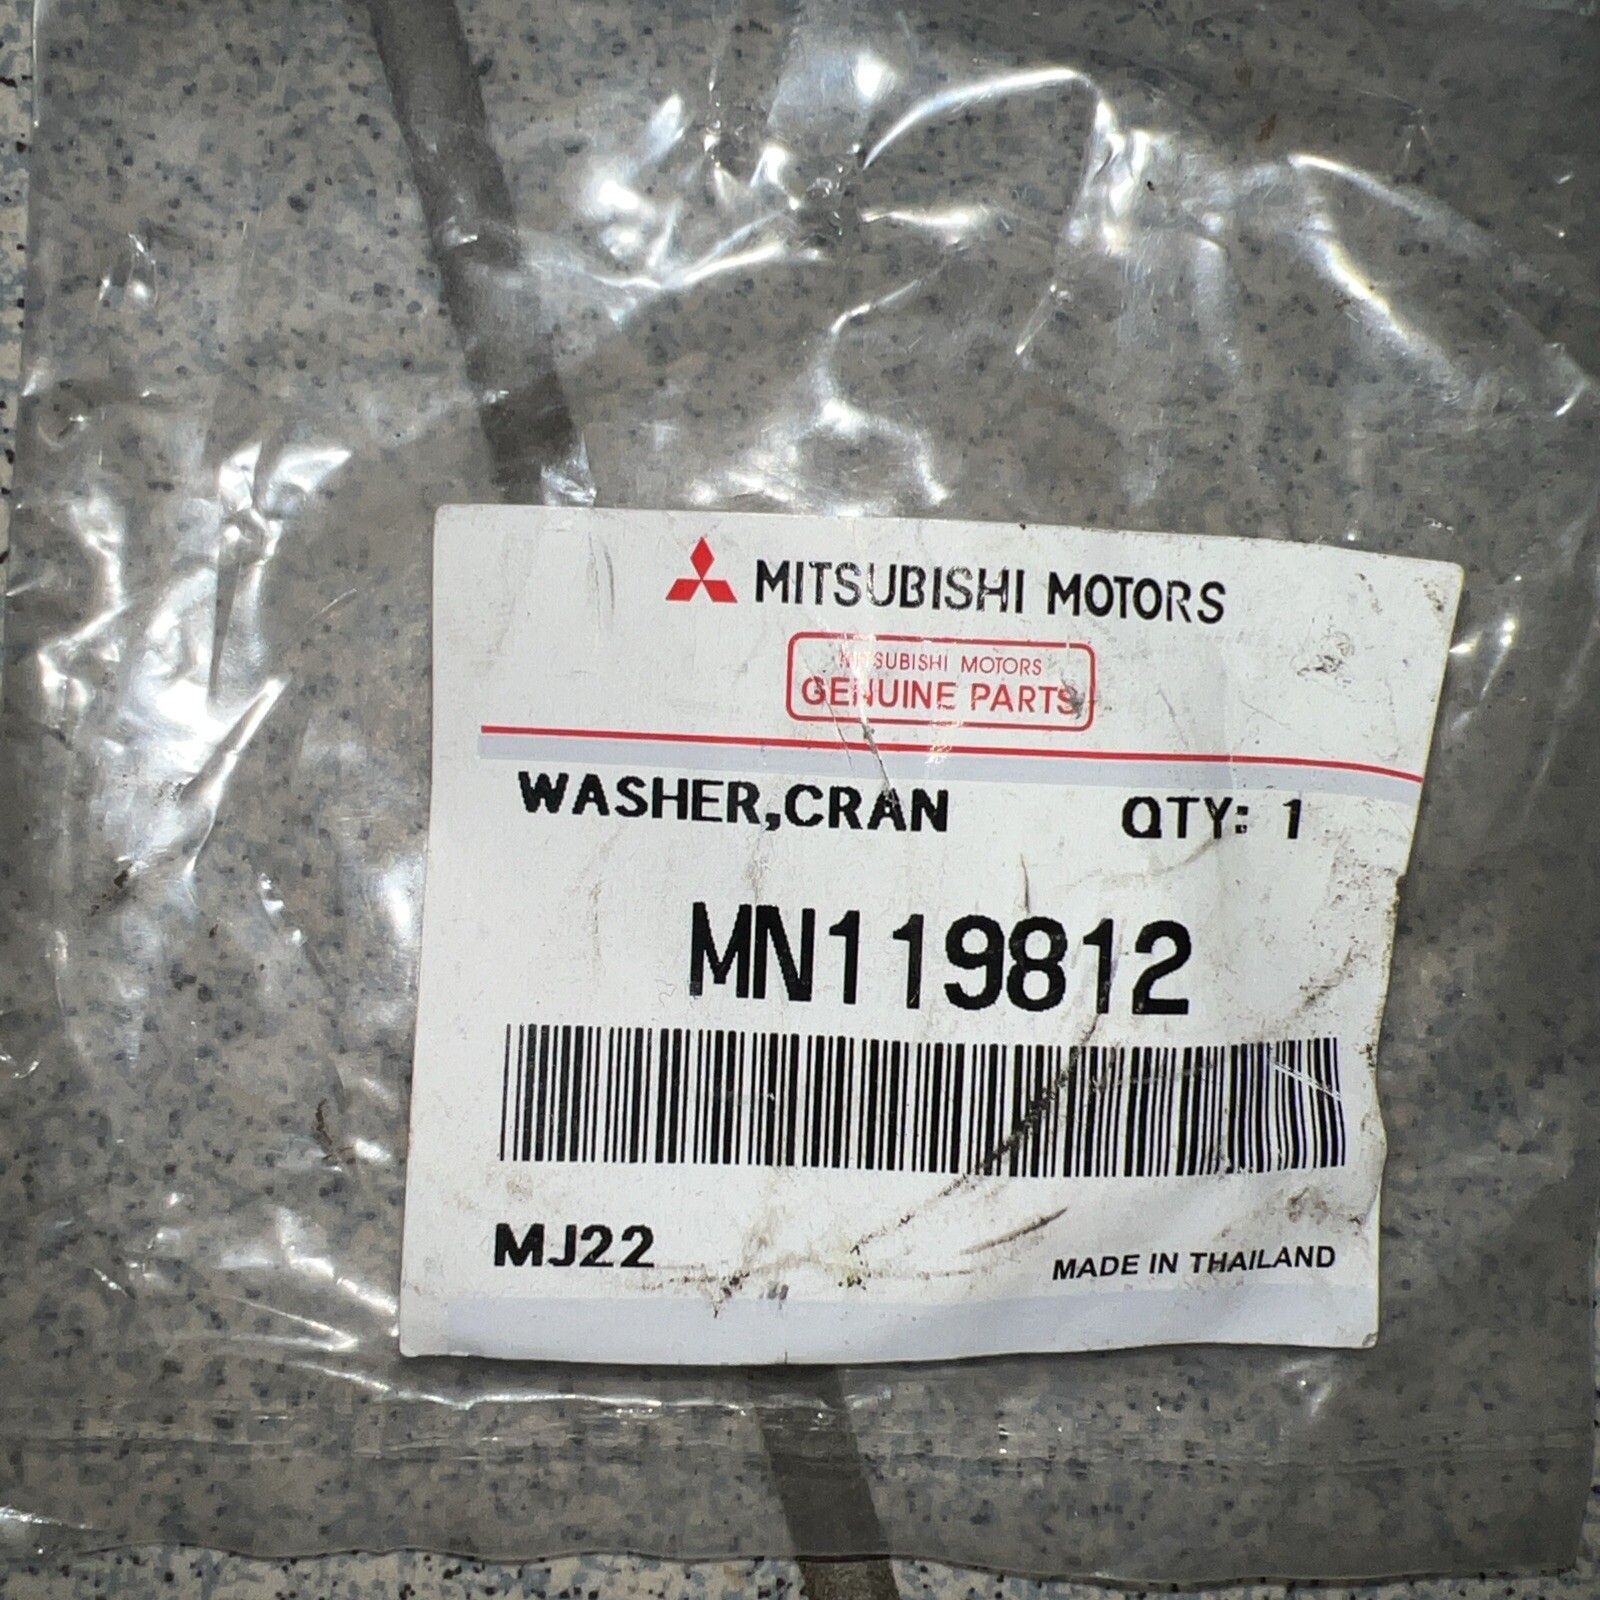 MITSUBISHI MOTORS
MITSUBISHI MOTORS
GENUINE PARTS
WASHER,CRAN QTY: 1
MN119812
MJ22 MADE IN THAILAND